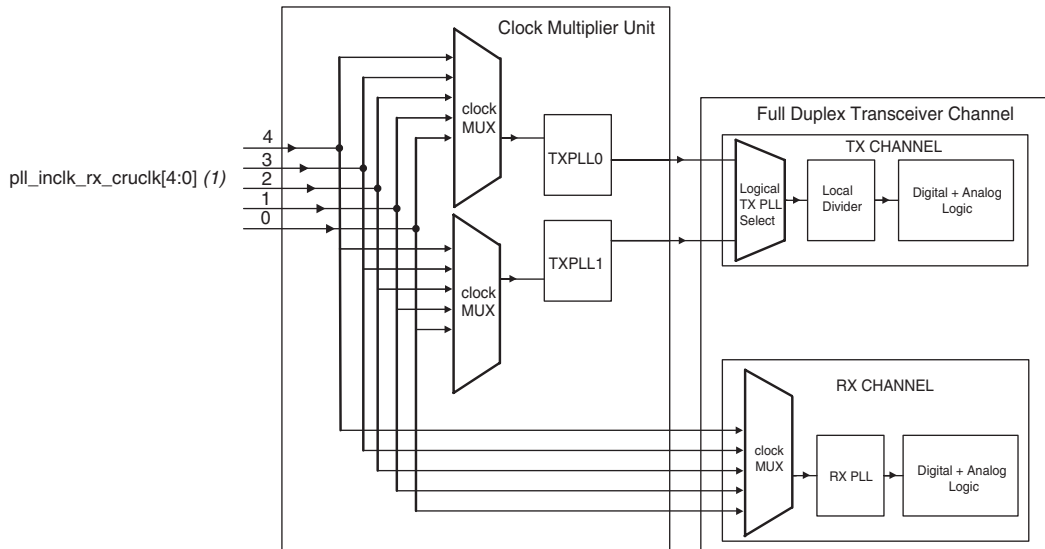 Clock Multiplier Unit
clock
MUX
TXPLL0
4
3
2
1
0
pll_inclk_rx_cruclk[4:0] (1)
clock
MUX
TXPLL1
Full Duplex Transceiver Channel
TX CHANNEL
Logical
TX PLL
Select
Local
Divider
Digital + Analog
Logic
RX CHANNEL
clock
MUX
RX PLL
Digital + Analog
Logic